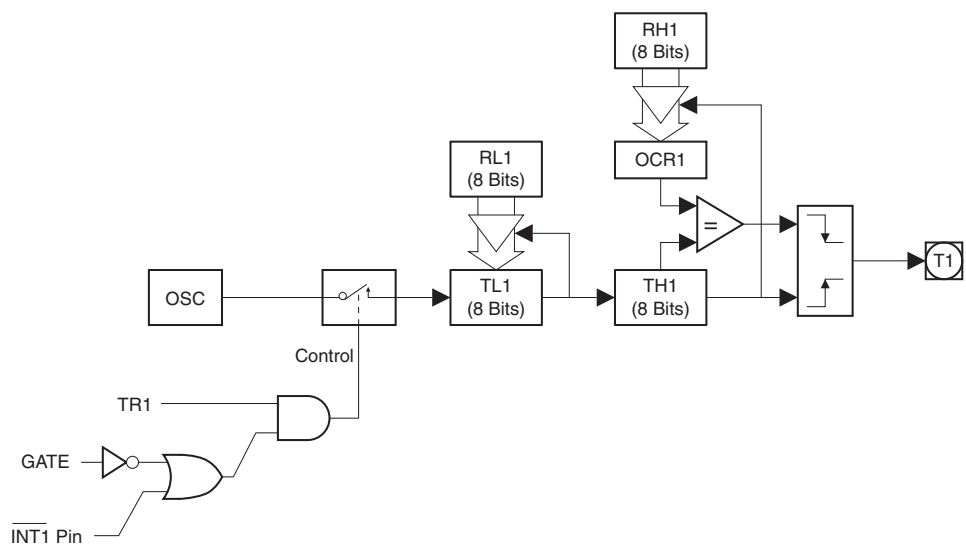 RH1
(8 Bits)
OCR1
RL1
(8 Bits)
=
T1
OSC
TL1
(8 Bits)
TH1
(8 Bits)
Control
TR1
GATE
INT1 Pin